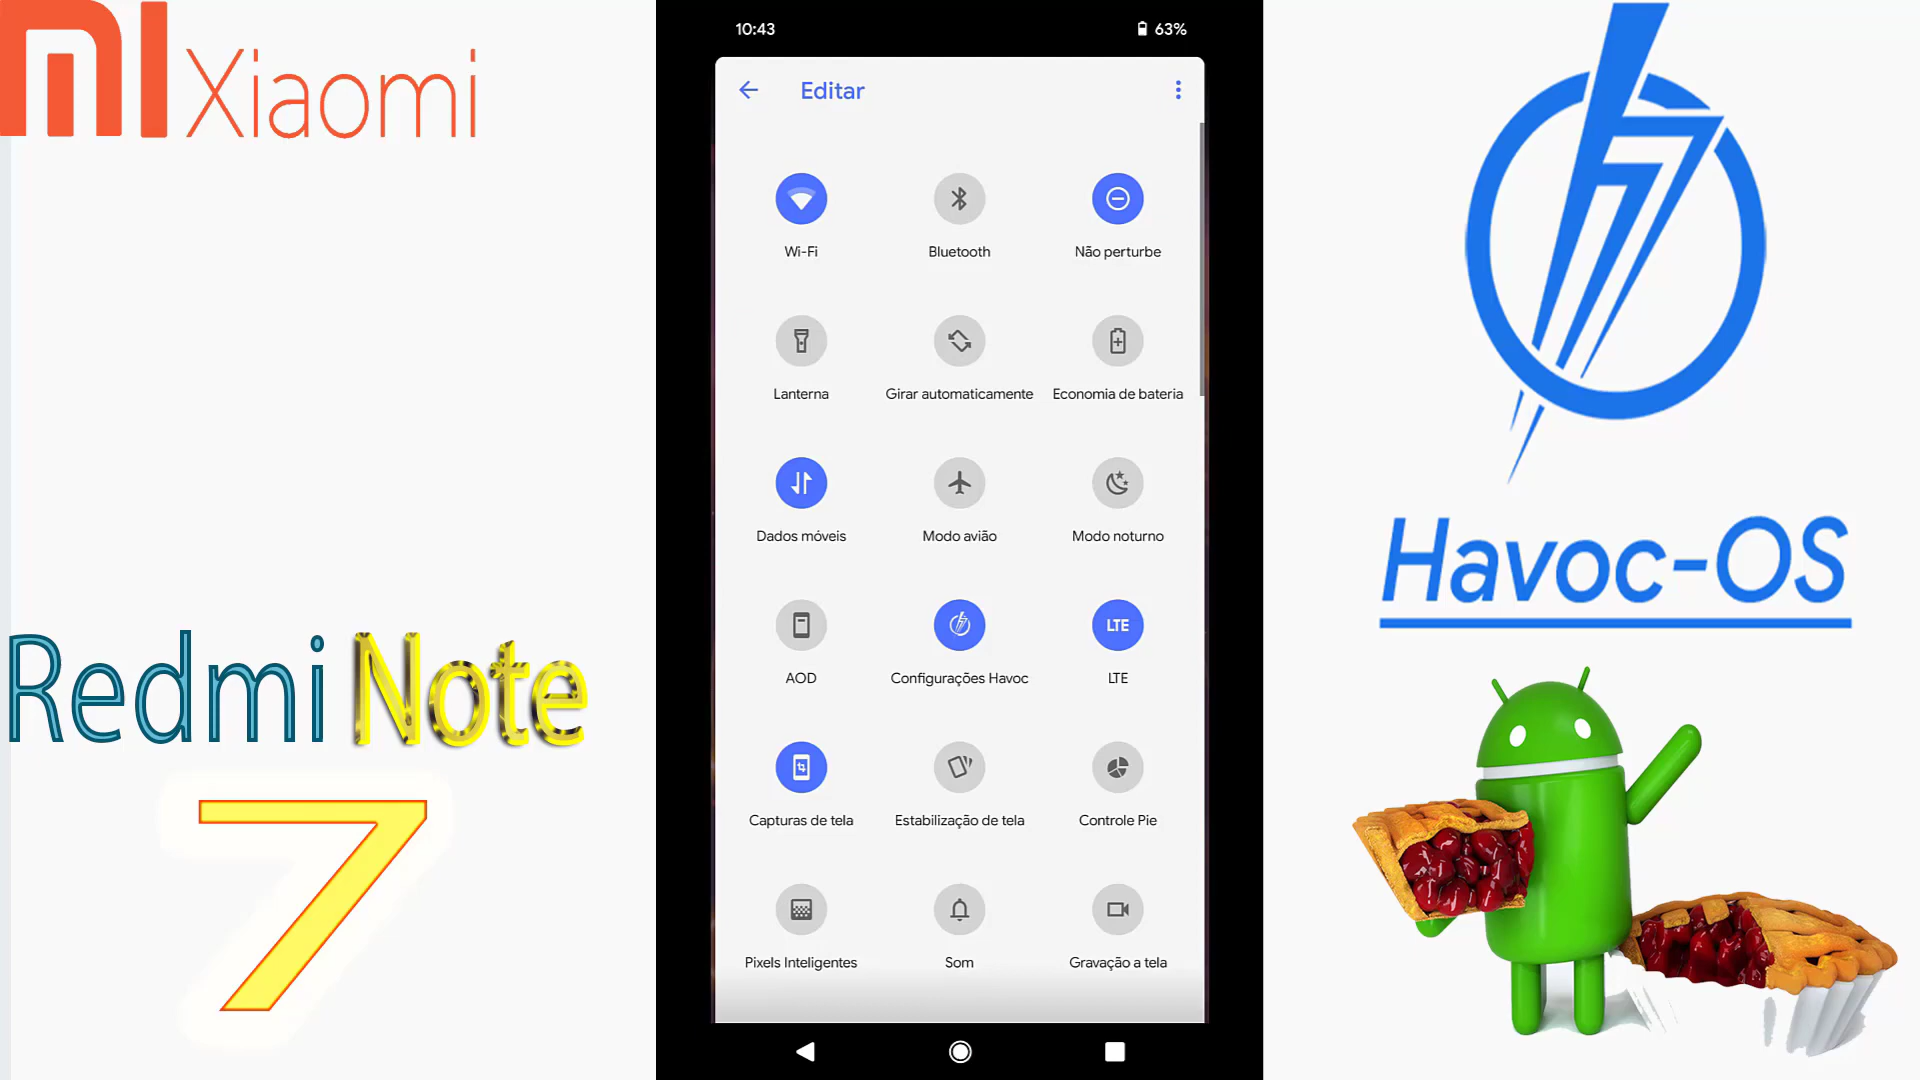 Xiaomi
Redmi Note
7
10:43
63%
Editar
Wi-Fi
Bluetooth
Não perturbe
Lanterna
Girar automaticamente
Economia de bateria
Dados móveis
Modo avião
Modo noturno
AOD
Configurações Havoc
LTE
LTE
Capturas de tela
Estabilização de tela
Controle Pie
Pixels Inteligentes
Som
Gravação a tela
Havoc-OS